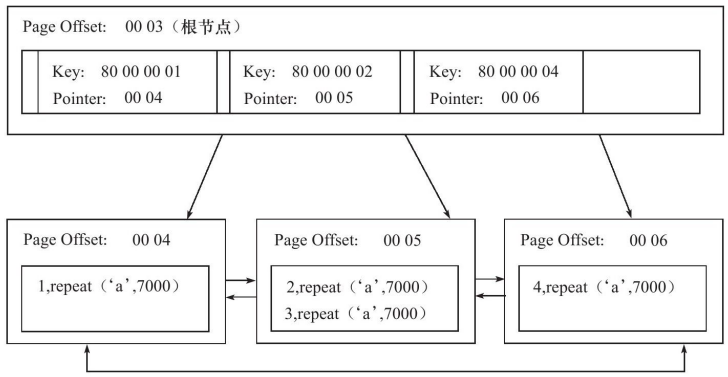 Page Offset: 00 03（根节点）
Key: 80 00 00 01
Pointer: 00 04
Key: 80 00 00 02
Pointer: 00 05
Key: 80 00 00 04
Pointer: 00 06
Page Offset: 00 04
1,repeat（‘a’,7000）
Page Offset: 00 05
2,repeat（‘a’,7000）
3,repeat（‘a’,7000）
Page Offset: 00 06
4,repeat（‘a’,7000）